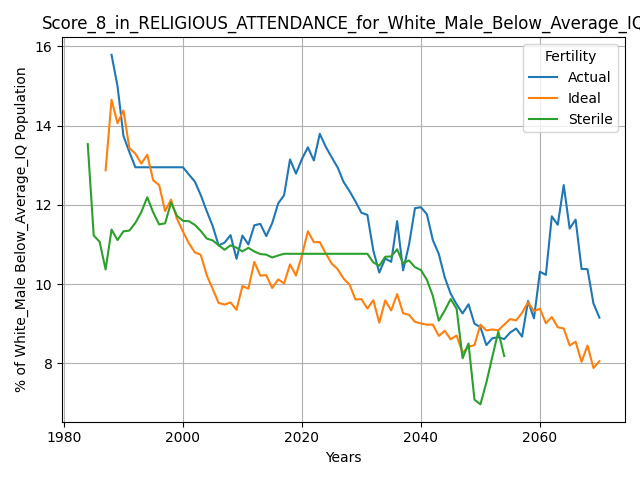 Score_8_in_RELIGIOUS_ATTENDANCE_for_White_Male_Below_Average_IQ
% of White_Male Below_Average_IQ Population
16
14
12
10
8
1980
2000
2020
2040
2060
Years
Fertility
Actual
Ideal
Sterile